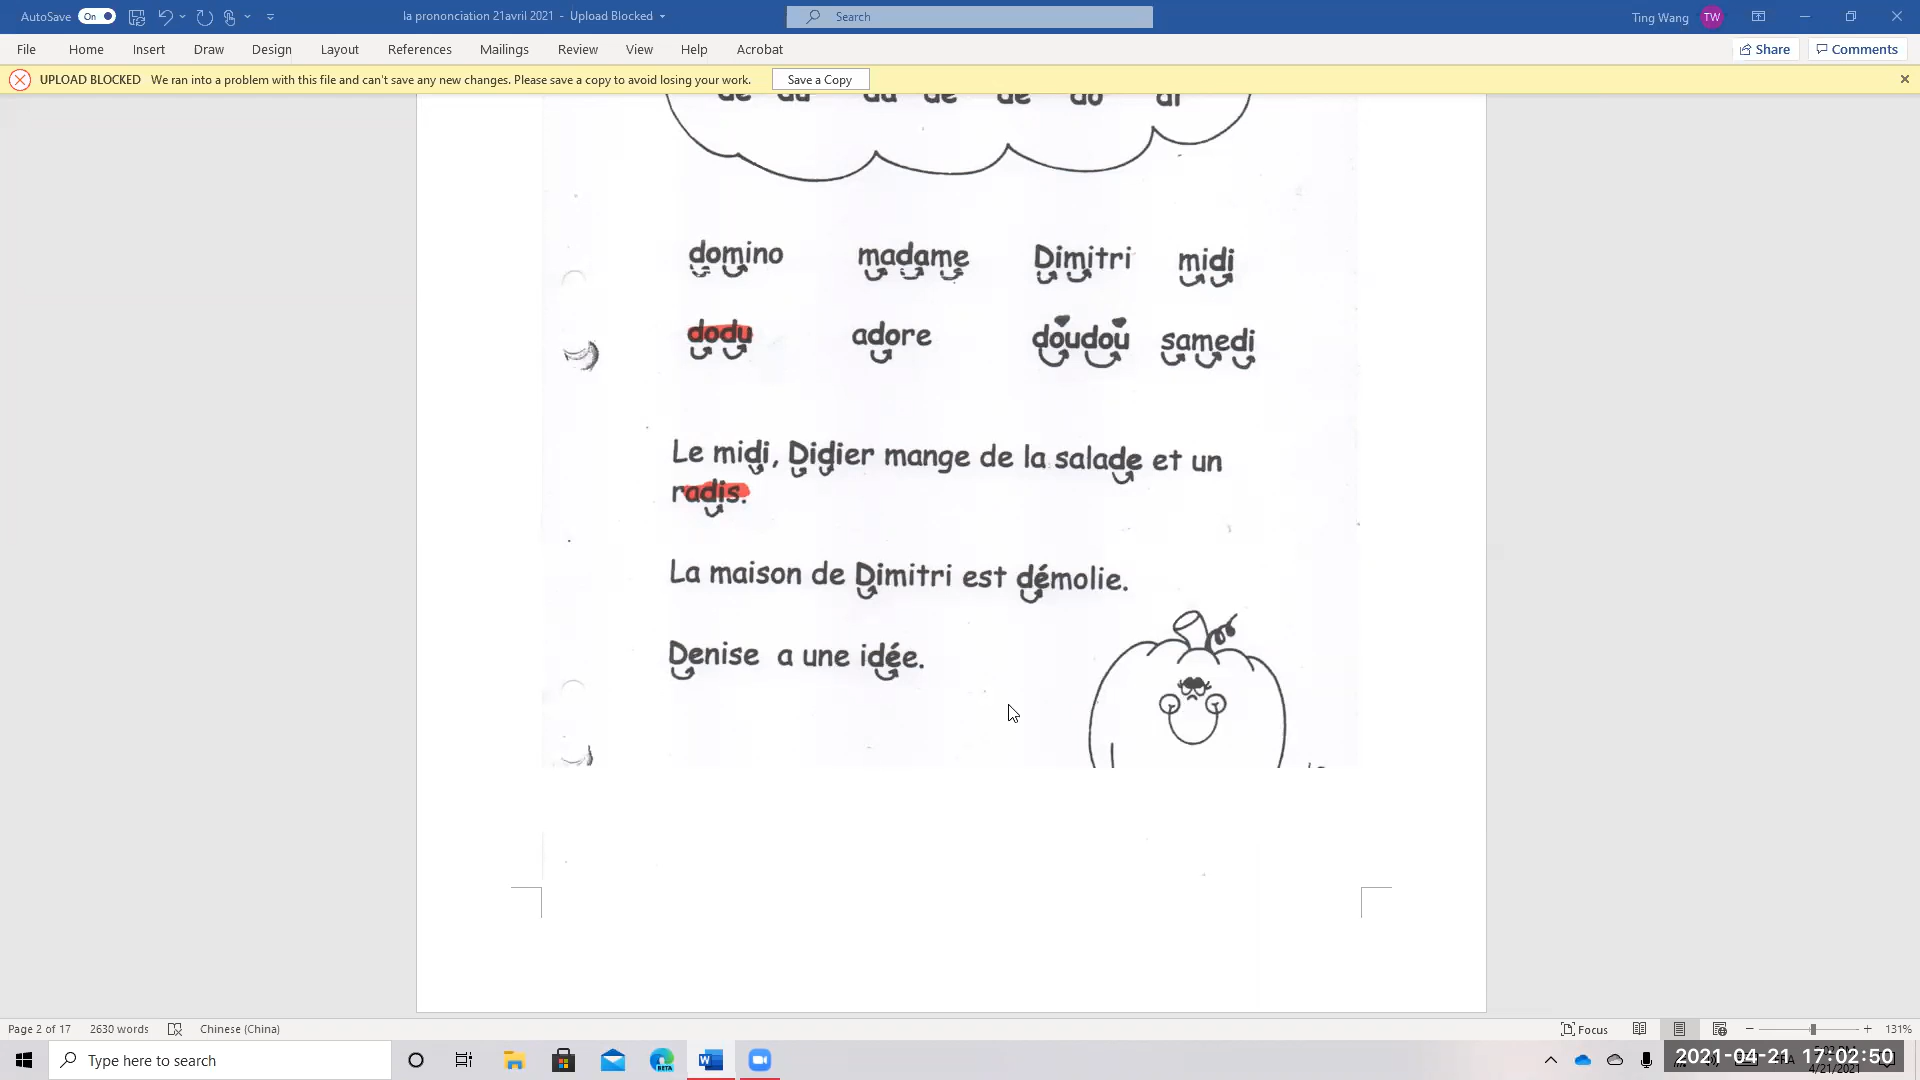 AutoSave On la prononciation 21avril 2021 - Upload Blocked Search Ting Wang TW
File Home Insert Draw Design Layout References Mailings Review View Help Acrobat Share Comments
UPLOAD BLOCKED We ran into a problem with this file and can't save any new changes. Please save a copy to avoid losing your work. Save a Copy
domino madame Dimitri midi
dodu adore doudou samedi
Le midi, Didier mange de la salade et un
radis.
La maison de Dimitri est démolie.
Denise a une idée.
Page 2 of 17 2630 words Chinese (China) Focus 131%
Type here to search W 2021-04-21 17:02:50
4/21/2021